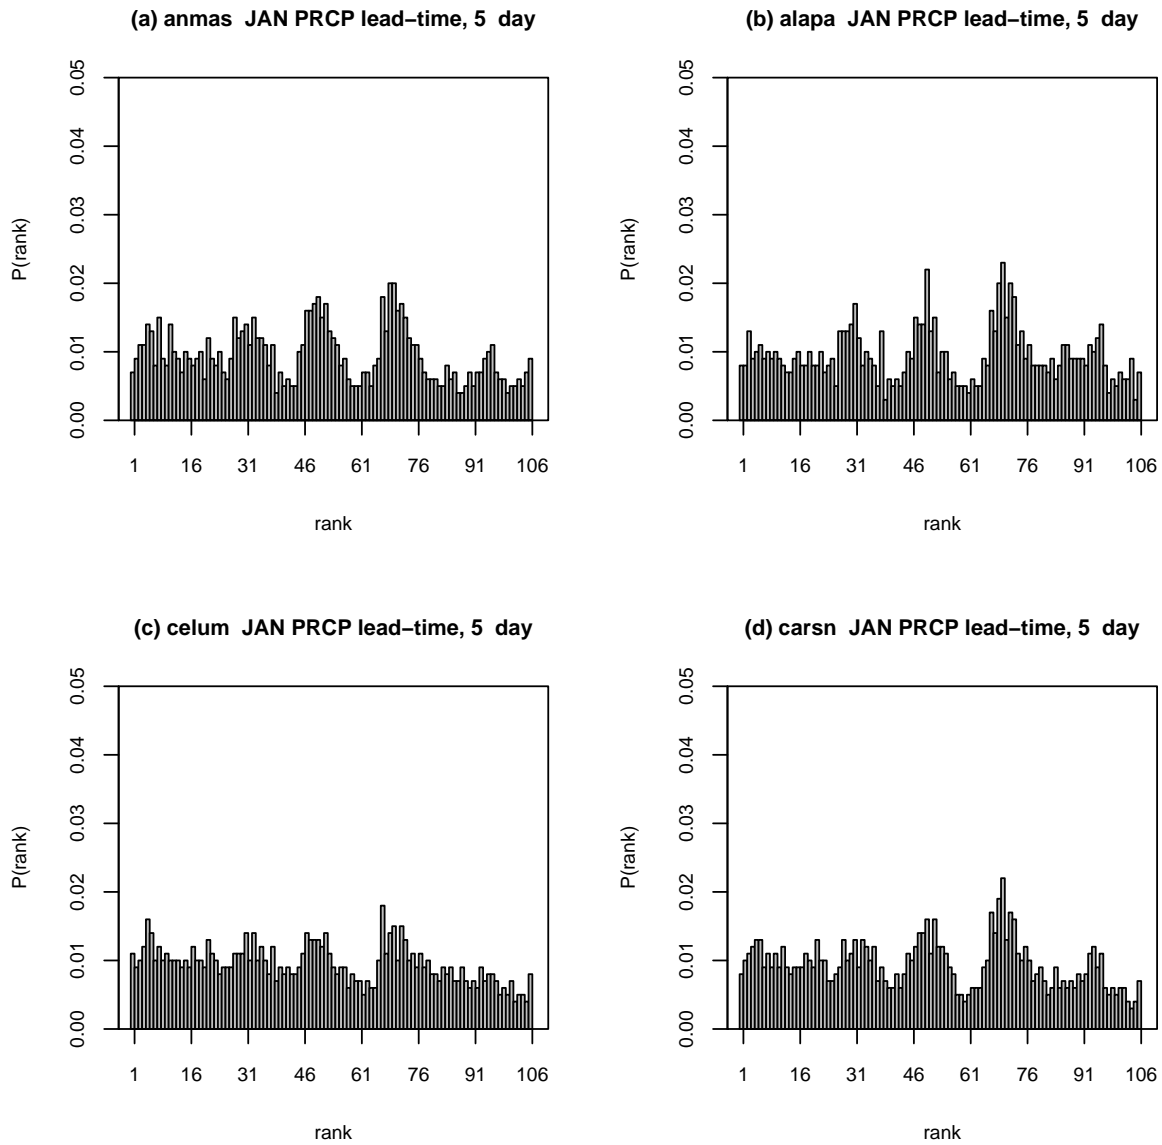 (a) anmas  JAN PRCP lead−time, 5  day
P(rank)
0.00 0.01 0.02 0.03 0.04 0.05
1 16 31 46 61 76 91 106
rank
(b) alapa  JAN PRCP lead−time, 5  day
P(rank)
0.00 0.01 0.02 0.03 0.04 0.05
1 16 31 46 61 76 91 106
rank
(c) celum  JAN PRCP lead−time, 5  day
P(rank)
0.00 0.01 0.02 0.03 0.04 0.05
1 16 31 46 61 76 91 106
rank
(d) carsn  JAN PRCP lead−time, 5  day
P(rank)
0.00 0.01 0.02 0.03 0.04 0.05
1 16 31 46 61 76 91 106
rank